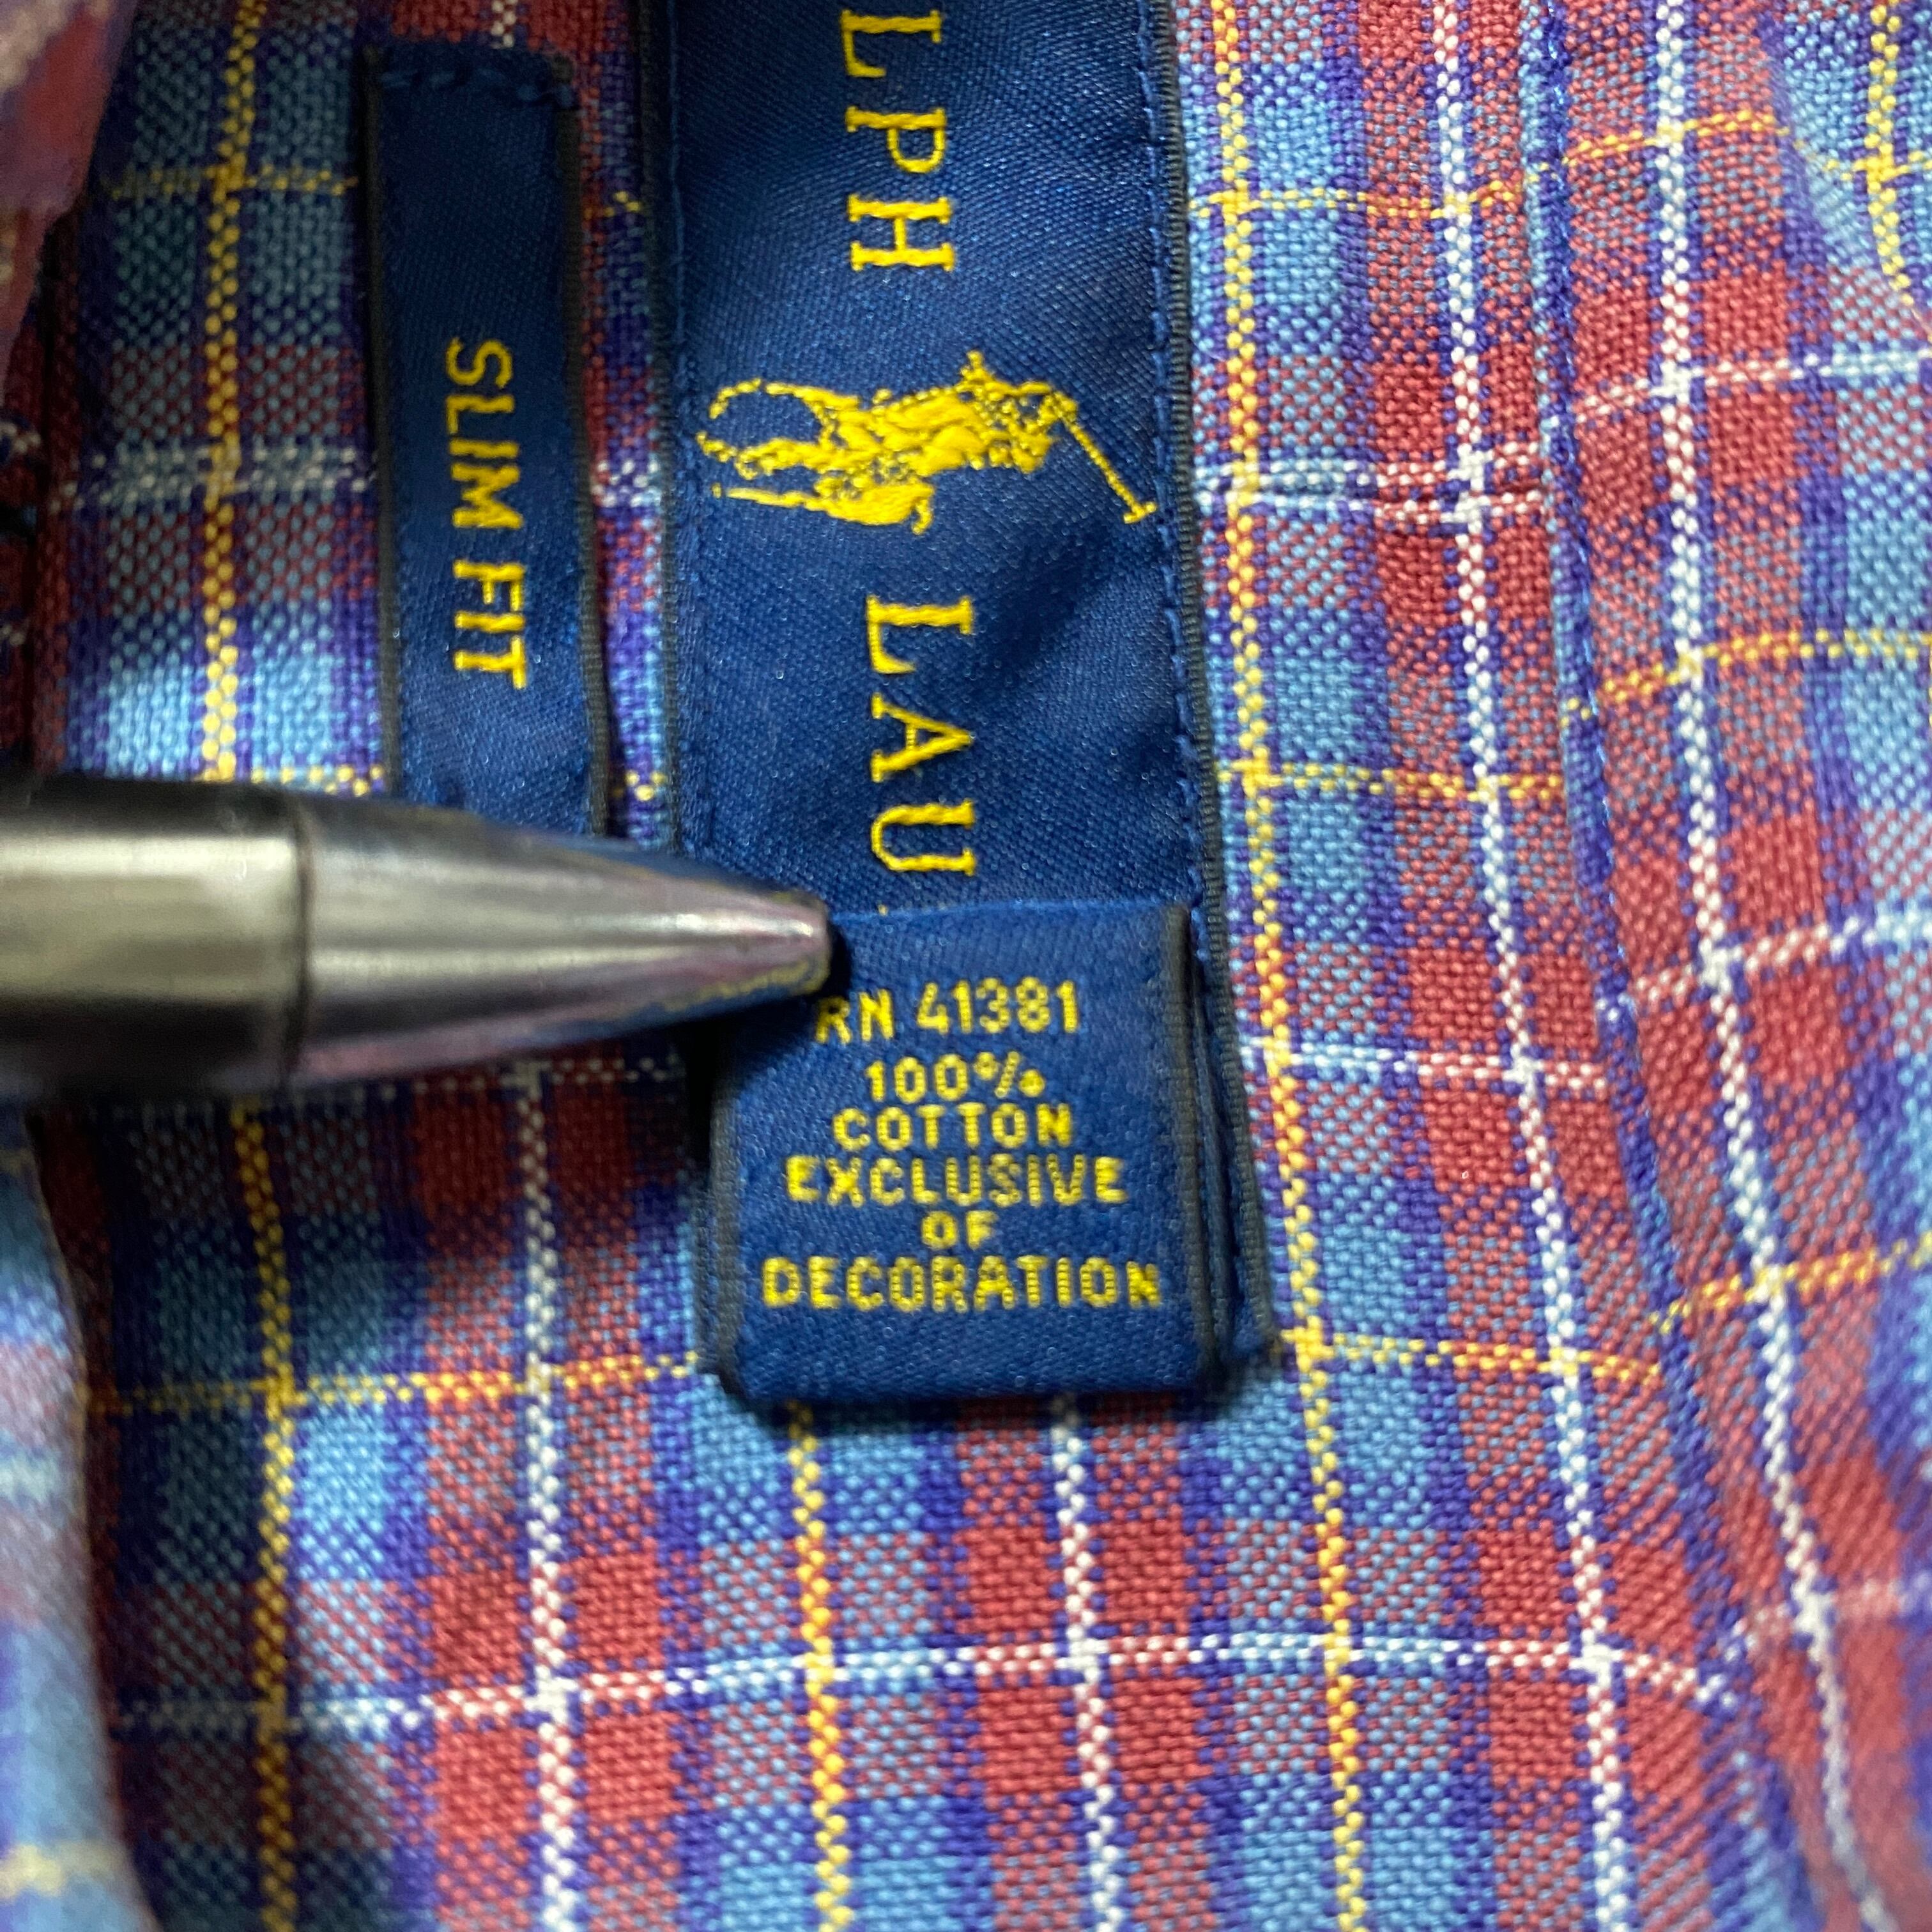 LPH LAU
SLIM FIT
RN 41381
100%
COTTON
EXCLUSIVE
OF
DECORATION